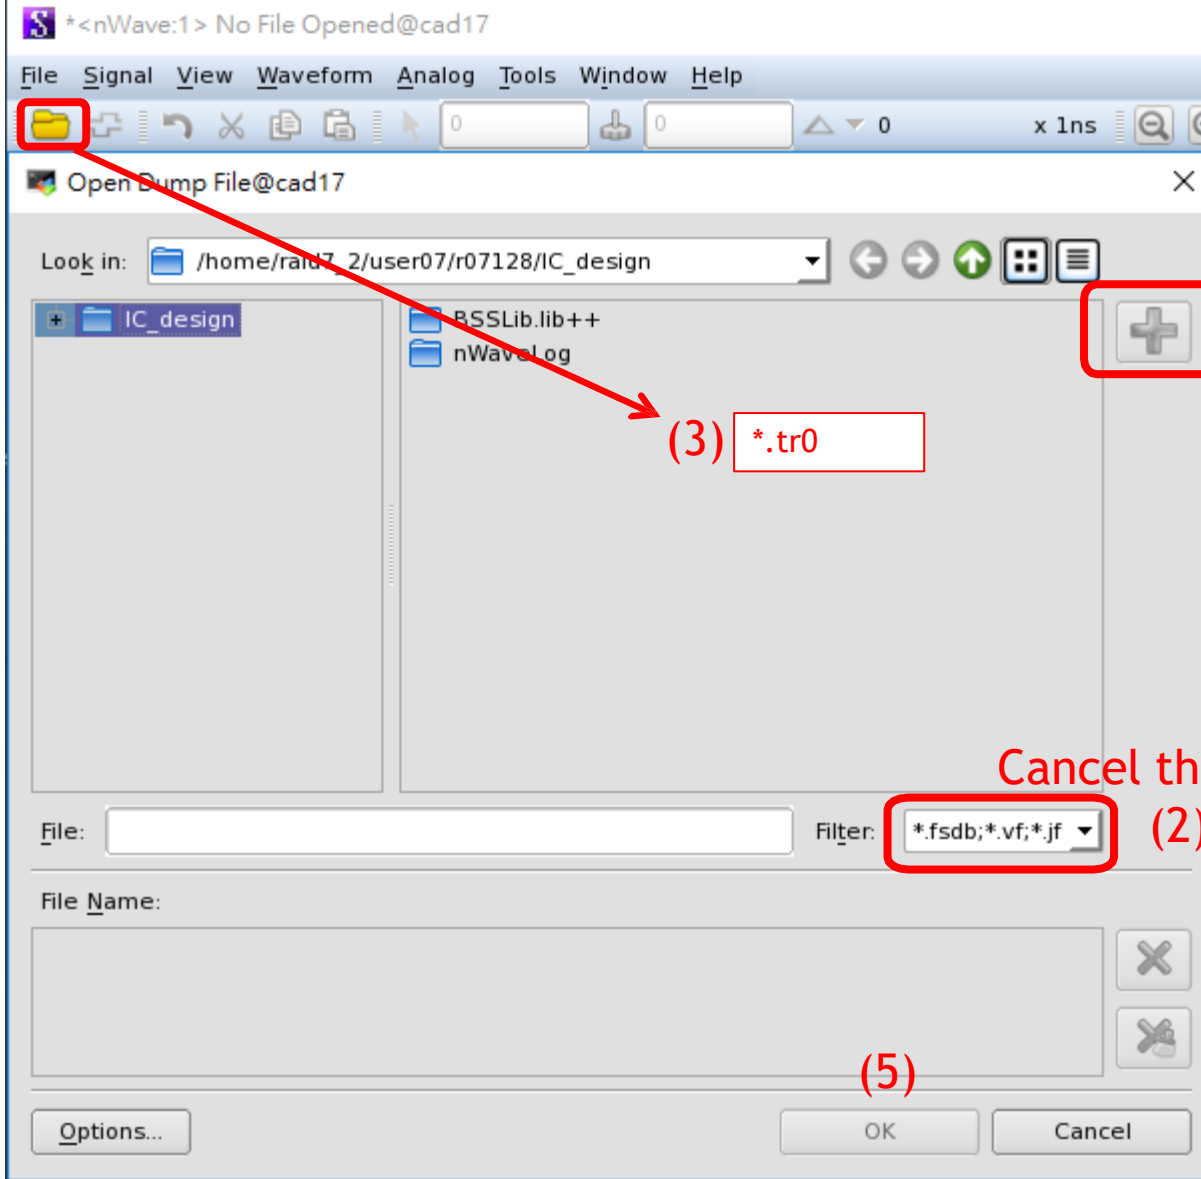 *<nWave:1> No File Opened@cad17
File Signal View Waveform Analog Tools Window Help
0 0 0 x 1ns
Open Dump File@cad17
Look in: /home/raid7_2/user07/r07128/IC_design
IC_design
BSSLib.lib++
nWaveLog
(3) *.tr0
Cancel th
File: Filter: *.fsdb;*.vf;*.jf (2)
File Name:
(5)
Options... OK Cancel